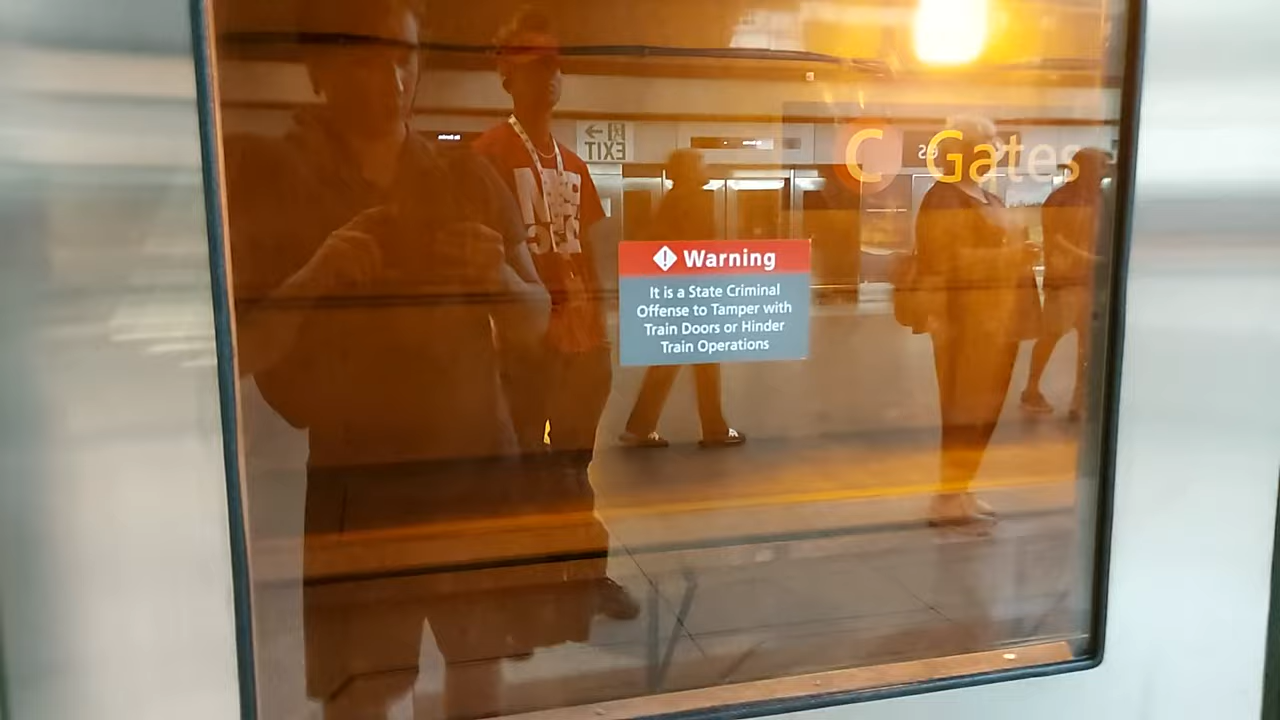 EXIT
C Gates
Warning
It is a State Criminal
Offense to Tamper with
Train Doors or Hinder
Train Operations